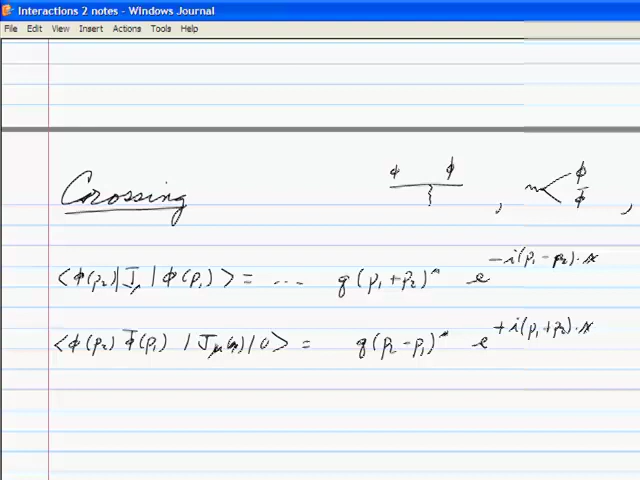 Interactions 2 notes - Windows Journal
File Edit View Insert Actions Tools Help
ϕ ϕ ϕ
Crossing , ϕ̄ ,
<ϕ(p₂)|J_μ|ϕ(p₁)> = ... q(p₁+p₂)^μ e^{-i(p₁-p₂)·x}
<ϕ(p₂) ϕ̄(p₁) |J_μ(x)|0> = q(p₂-p₁)^μ e^{+i(p₁+p₂)·x}